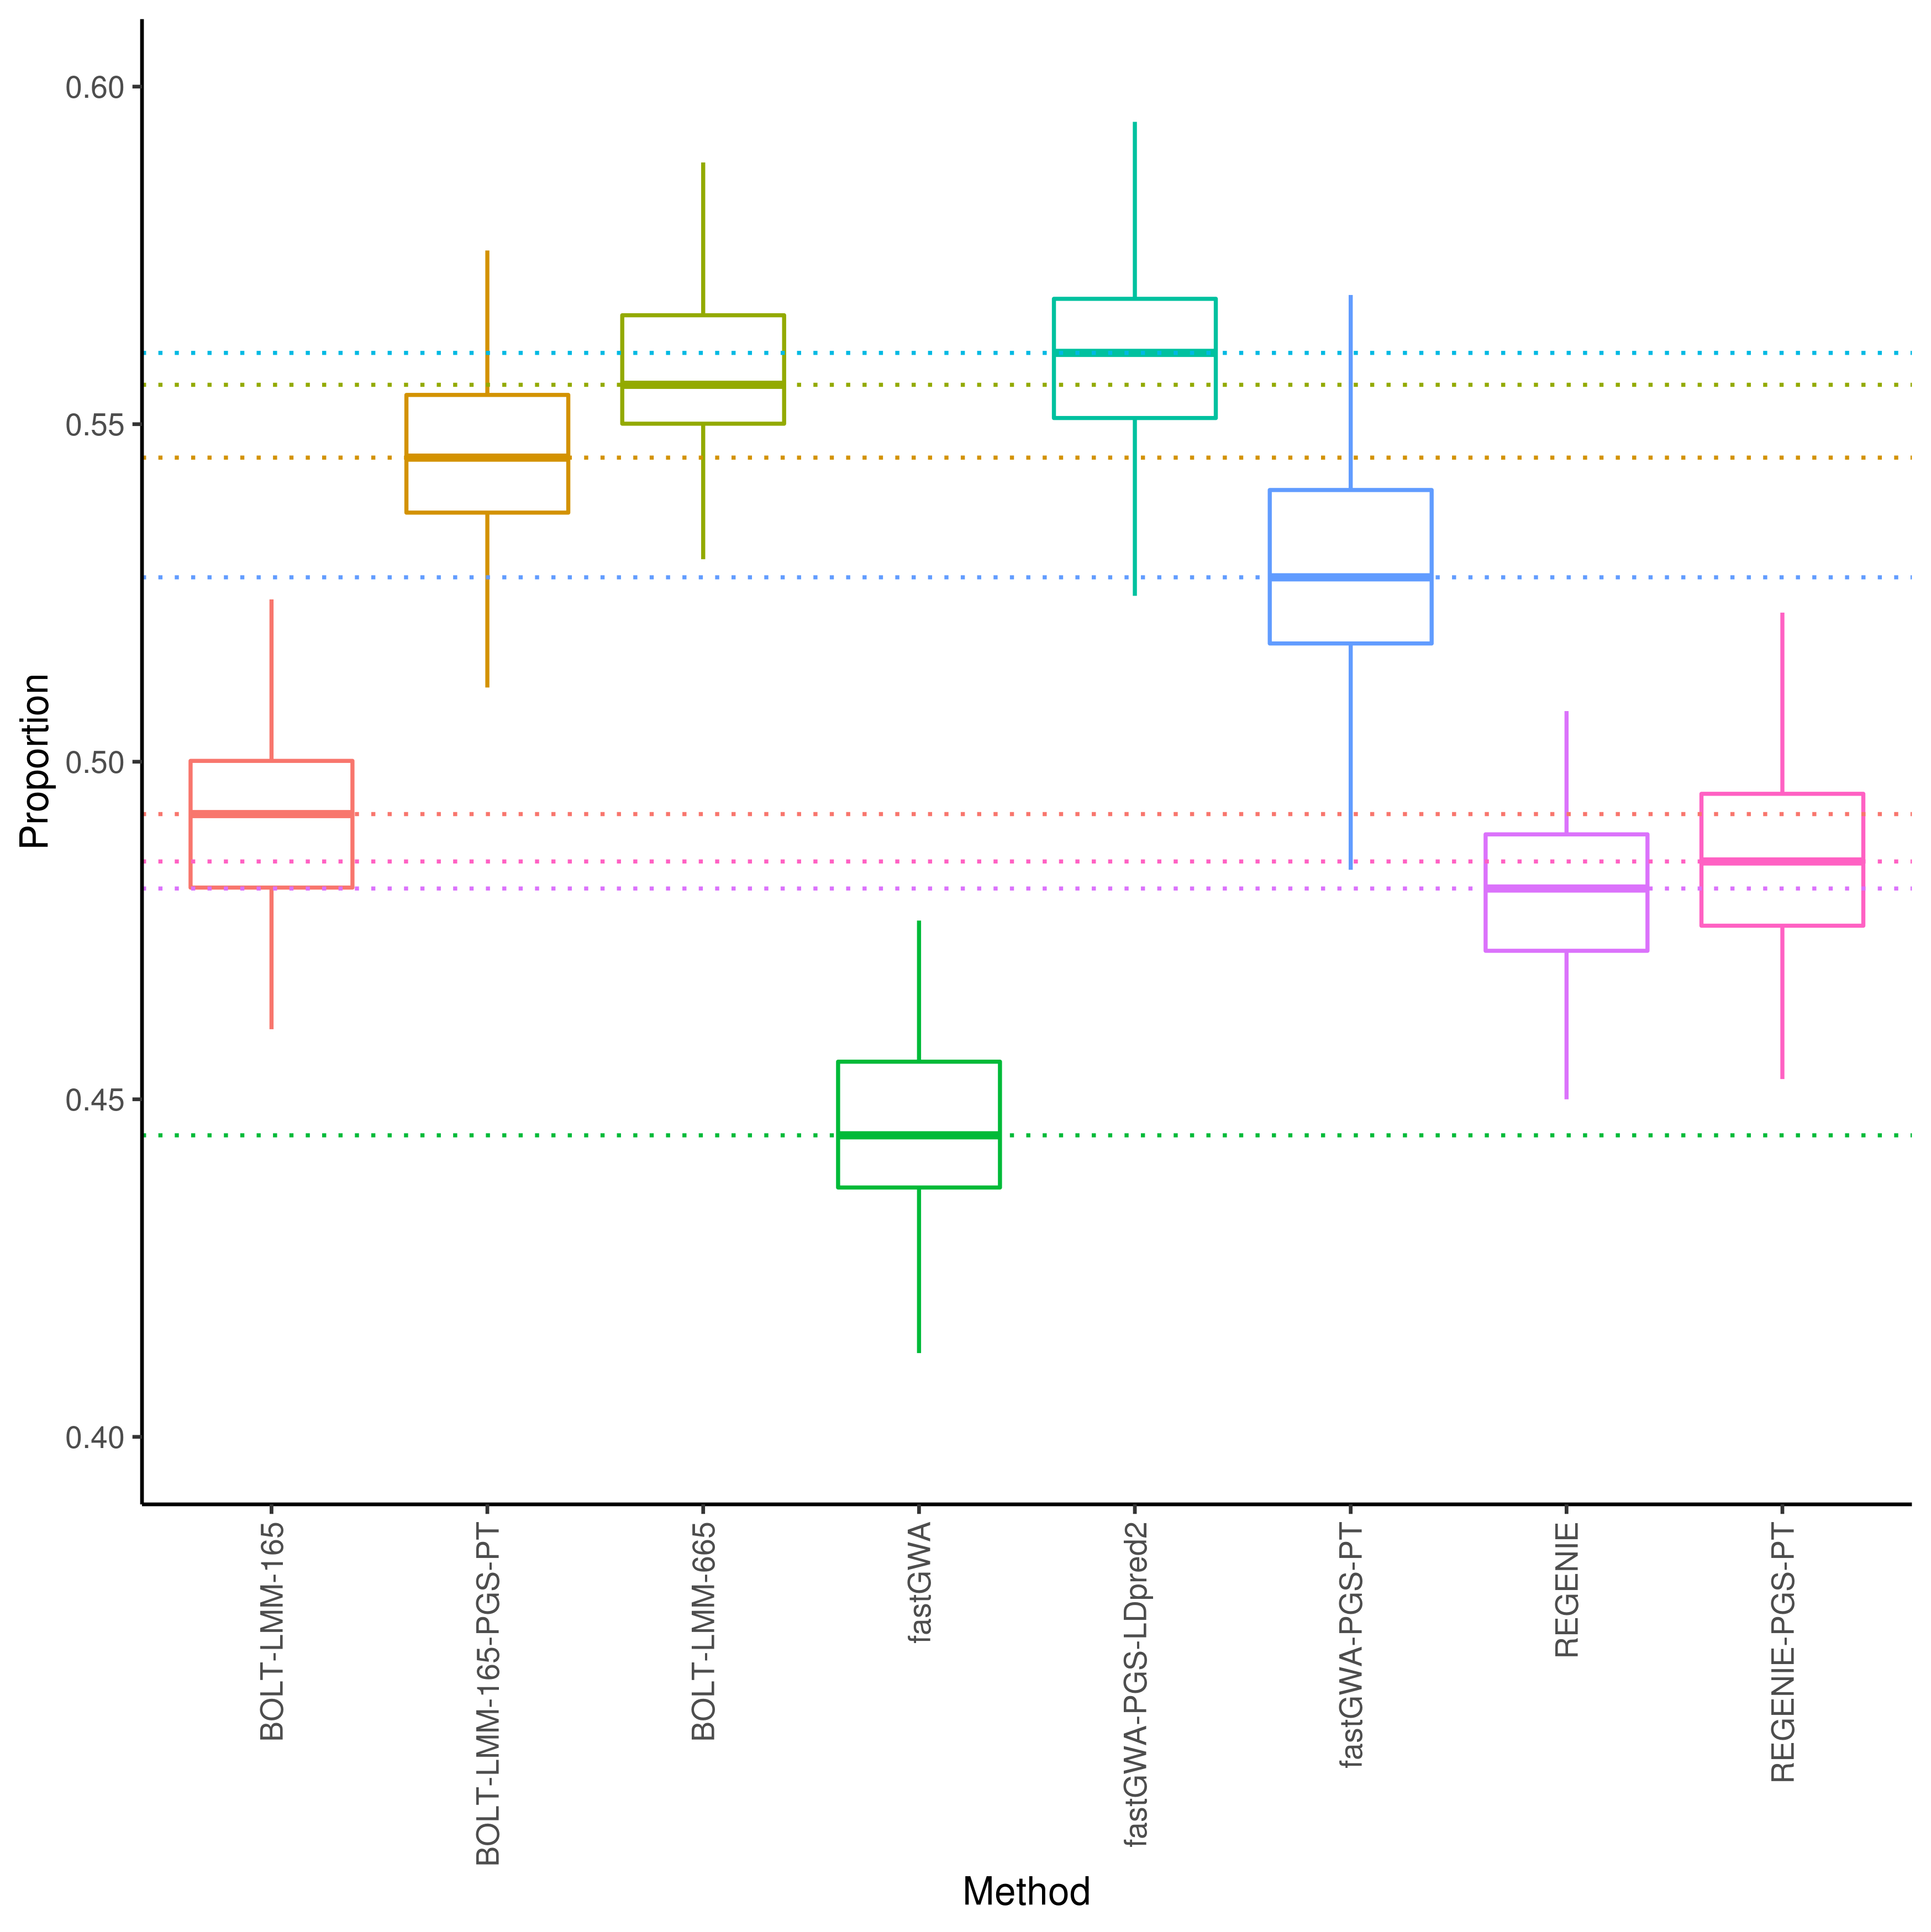 0.60
0.55
0.50
0.45
0.40
Proportion
BOLT-LMM-165
BOLT-LMM-165-PGS-PT
BOLT-LMM-665
fastGWA
fastGWA-PGS-LDpred2
fastGWA-PGS-PT
REGENIE
REGENIE-PGS-PT
Method